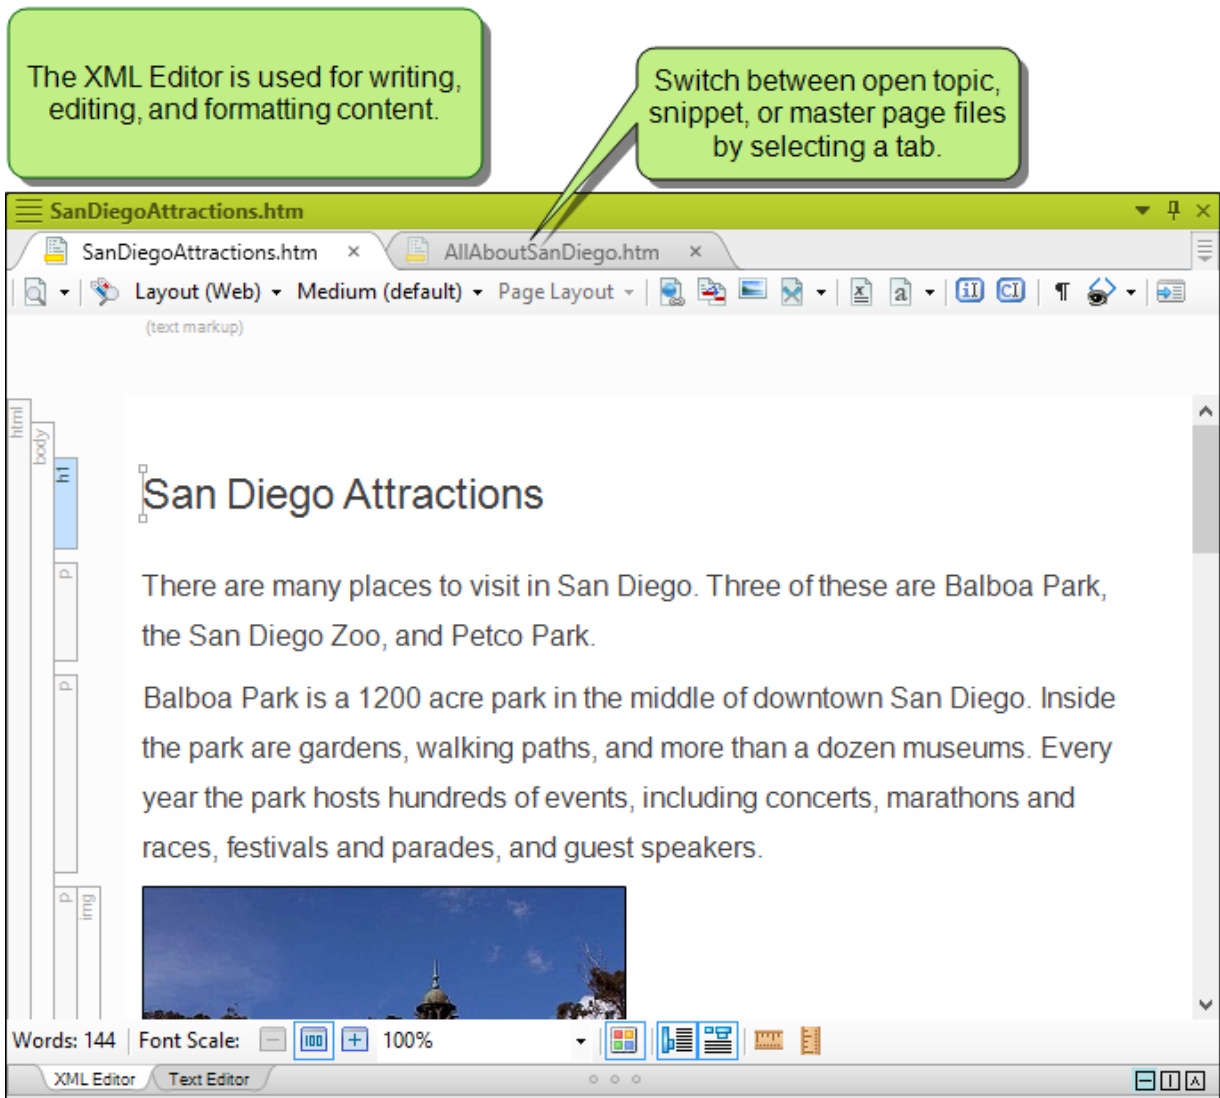 The XML Editor is used for writing,
editing, and formatting content.
Switch between open topic,
snippet, or master page files
by selecting a tab.
SanDiegoAttractions.htm
SanDiegoAttractions.htm
AllAboutSanDiego.htm
Layout (Web)
Medium (default)
Page Layout
(text markup)
html
body
h1
San Diego Attractions
p
There are many places to visit in San Diego. Three of these are Balboa Park,
the San Diego Zoo, and Petco Park.
p
Balboa Park is a 1200 acre park in the middle of downtown San Diego. Inside
the park are gardens, walking paths, and more than a dozen museums. Every
year the park hosts hundreds of events, including concerts, marathons and
races, festivals and parades, and guest speakers.
p
img
Words: 144
Font Scale:
100
100%
XML Editor
Text Editor